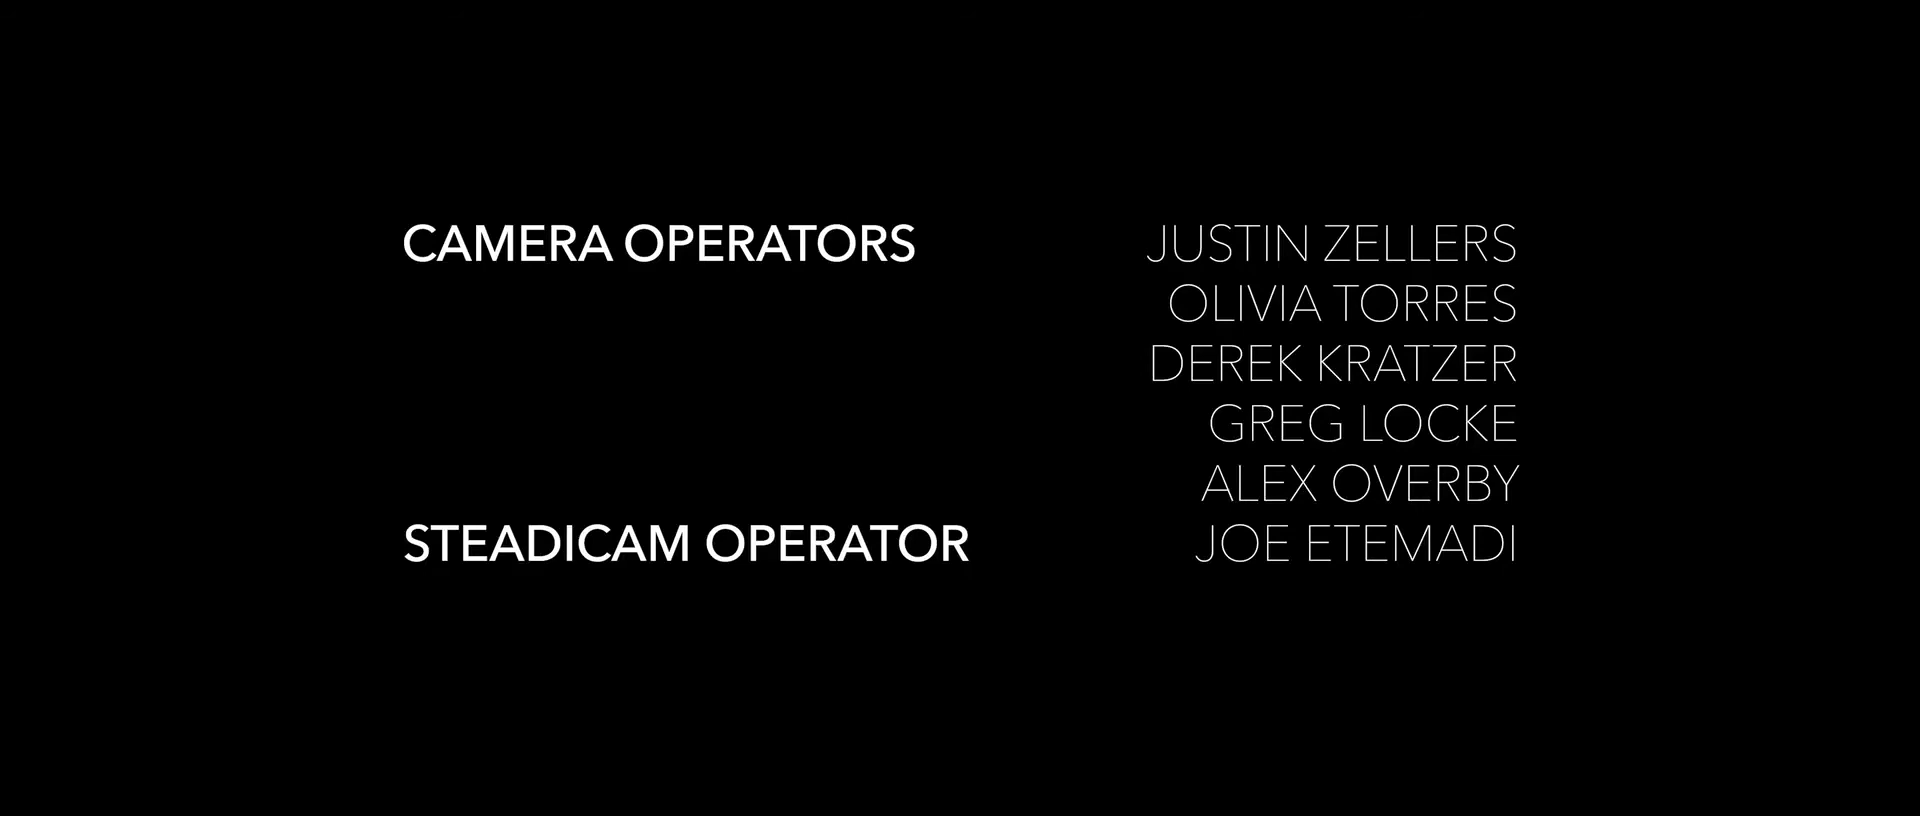 CAMERA OPERATORS JUSTIN ZELLERS
OLIVIA TORRES
DEREK KRATZER
GREG LOCKE
ALEX OVERBY
STEADICAM OPERATOR JOE ETEMADI